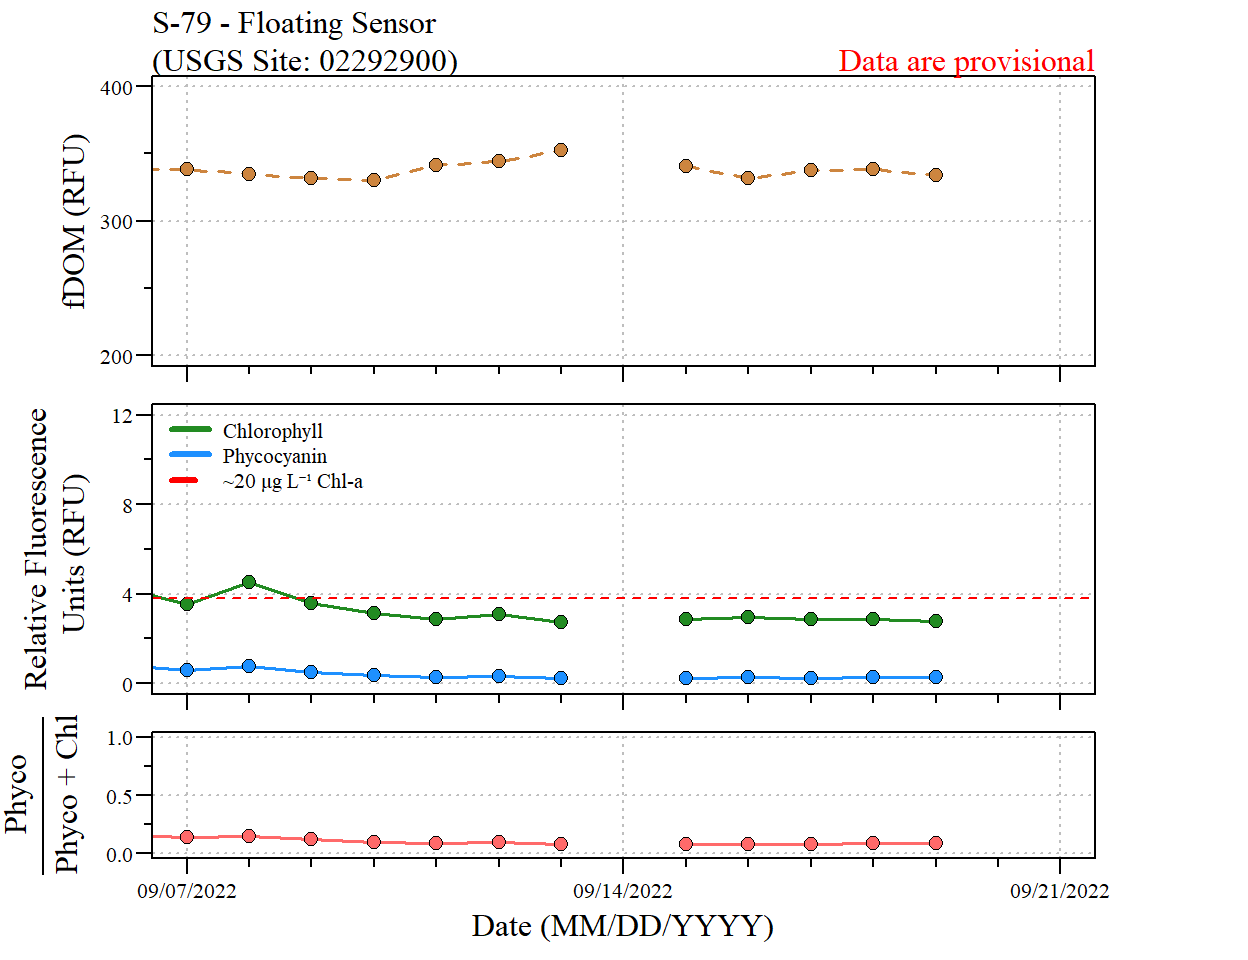 S-79 - Floating Sensor
(USGS Site: 02292900)
Data are provisional
400
300
200
fDOM (RFU)
12
8
4
0
Relative Fluorescence
Units (RFU)
Chlorophyll
Phycocyanin
~20 μg L⁻¹ Chl-a
1.0
0.5
0.0
Phyco
Phyco + Chl
09/07/2022
09/14/2022
09/21/2022
Date (MM/DD/YYYY)